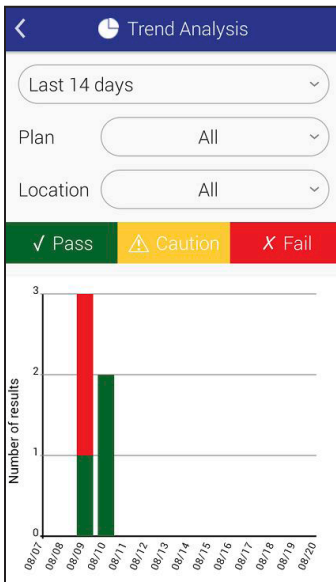 Trend Analysis
Last 14 days
Plan All
Location All
√ Pass ⚠ Caution ✗ Fail
3
2
1
0
Number of results
08/07 08/08 08/09 08/10 08/11 08/12 08/13 08/14 08/15 08/16 08/17 08/18 08/19 08/20